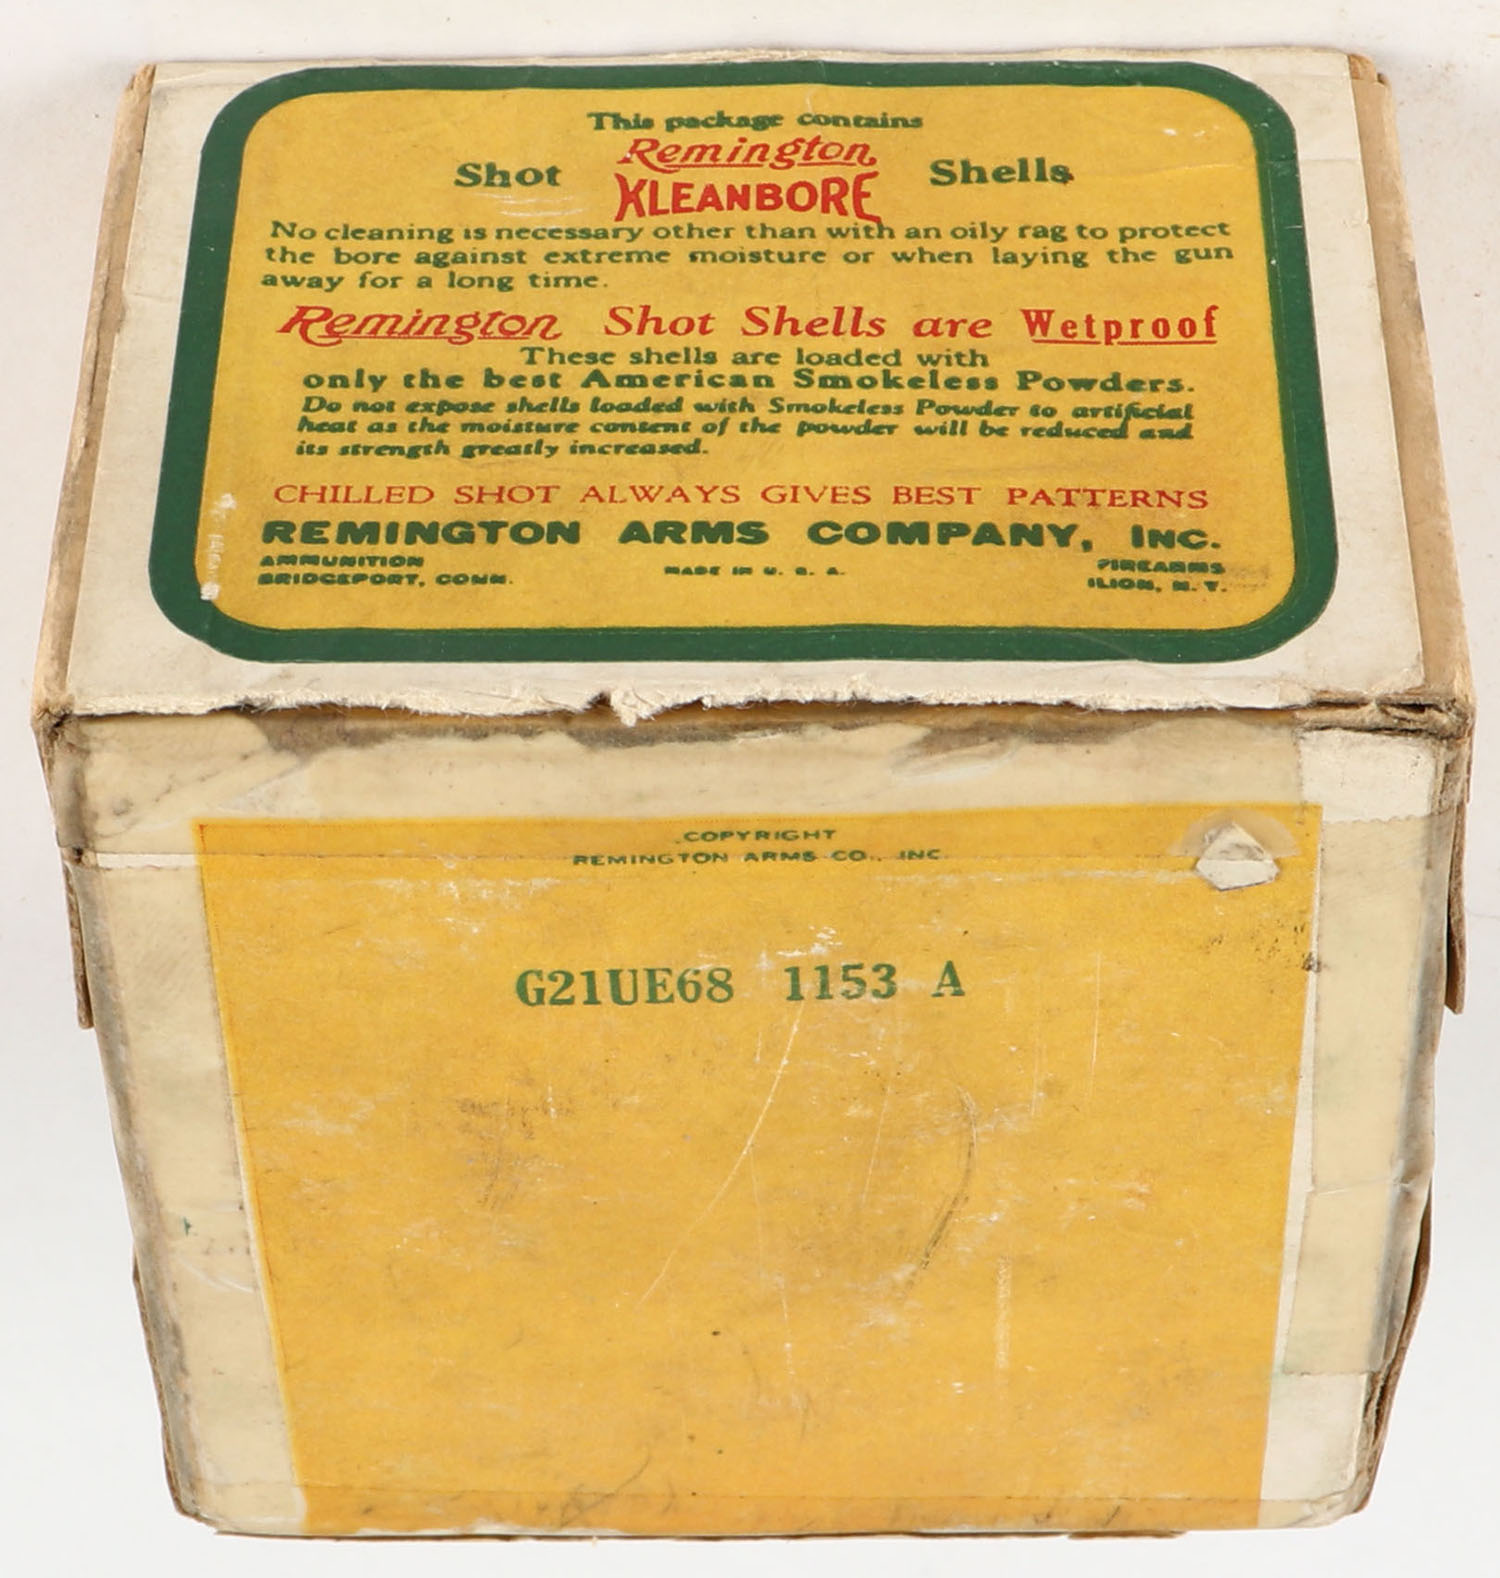 This package contains
Shot Remington Shells
KLEANBORE
No cleaning is necessary other than with an oily rag to protect
the bore against extreme moisture or when laying the gun
away for a long time.
Remington Shot Shells are Wetproof
These shells are loaded with
only the best American Smokeless Powders.
Do not expose shells loaded with Smokeless Powder to artificial
heat as the moisture content of the powder will be reduced and
its strength greatly increased.
CHILLED SHOT ALWAYS GIVES BEST PATTERNS
REMINGTON ARMS COMPANY, INC.
AMMUNITION MADE IN U. S. A. FIREARMS
BRIDGEPORT, CONN. ILION, N. Y.
COPYRIGHT
REMINGTON ARMS CO., INC.
G21UE68 1153 A